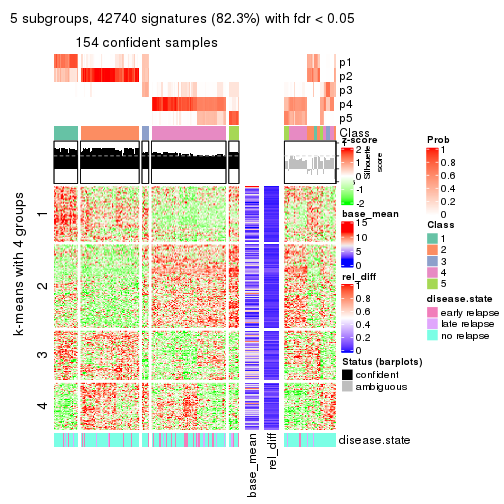 5 subgroups, 42740 signatures (82.3%) with fdr < 0.05
154 confident samples
p1
p2
p3
p4
p5
Class
k-means with 4 groups
1
2
3
4
disease.state
base_mean
rel_diff
z-score
2
1
0
-1
-2
Silhouette
score
base_mean
15
10
5
0
rel_diff
1
0.8
0.6
0.4
0.2
0
Status (barplots)
confident
ambiguous
Prob
1
0.8
0.6
0.4
0.2
0
Class
1
2
3
4
5
disease.state
early relapse
late relapse
no relapse